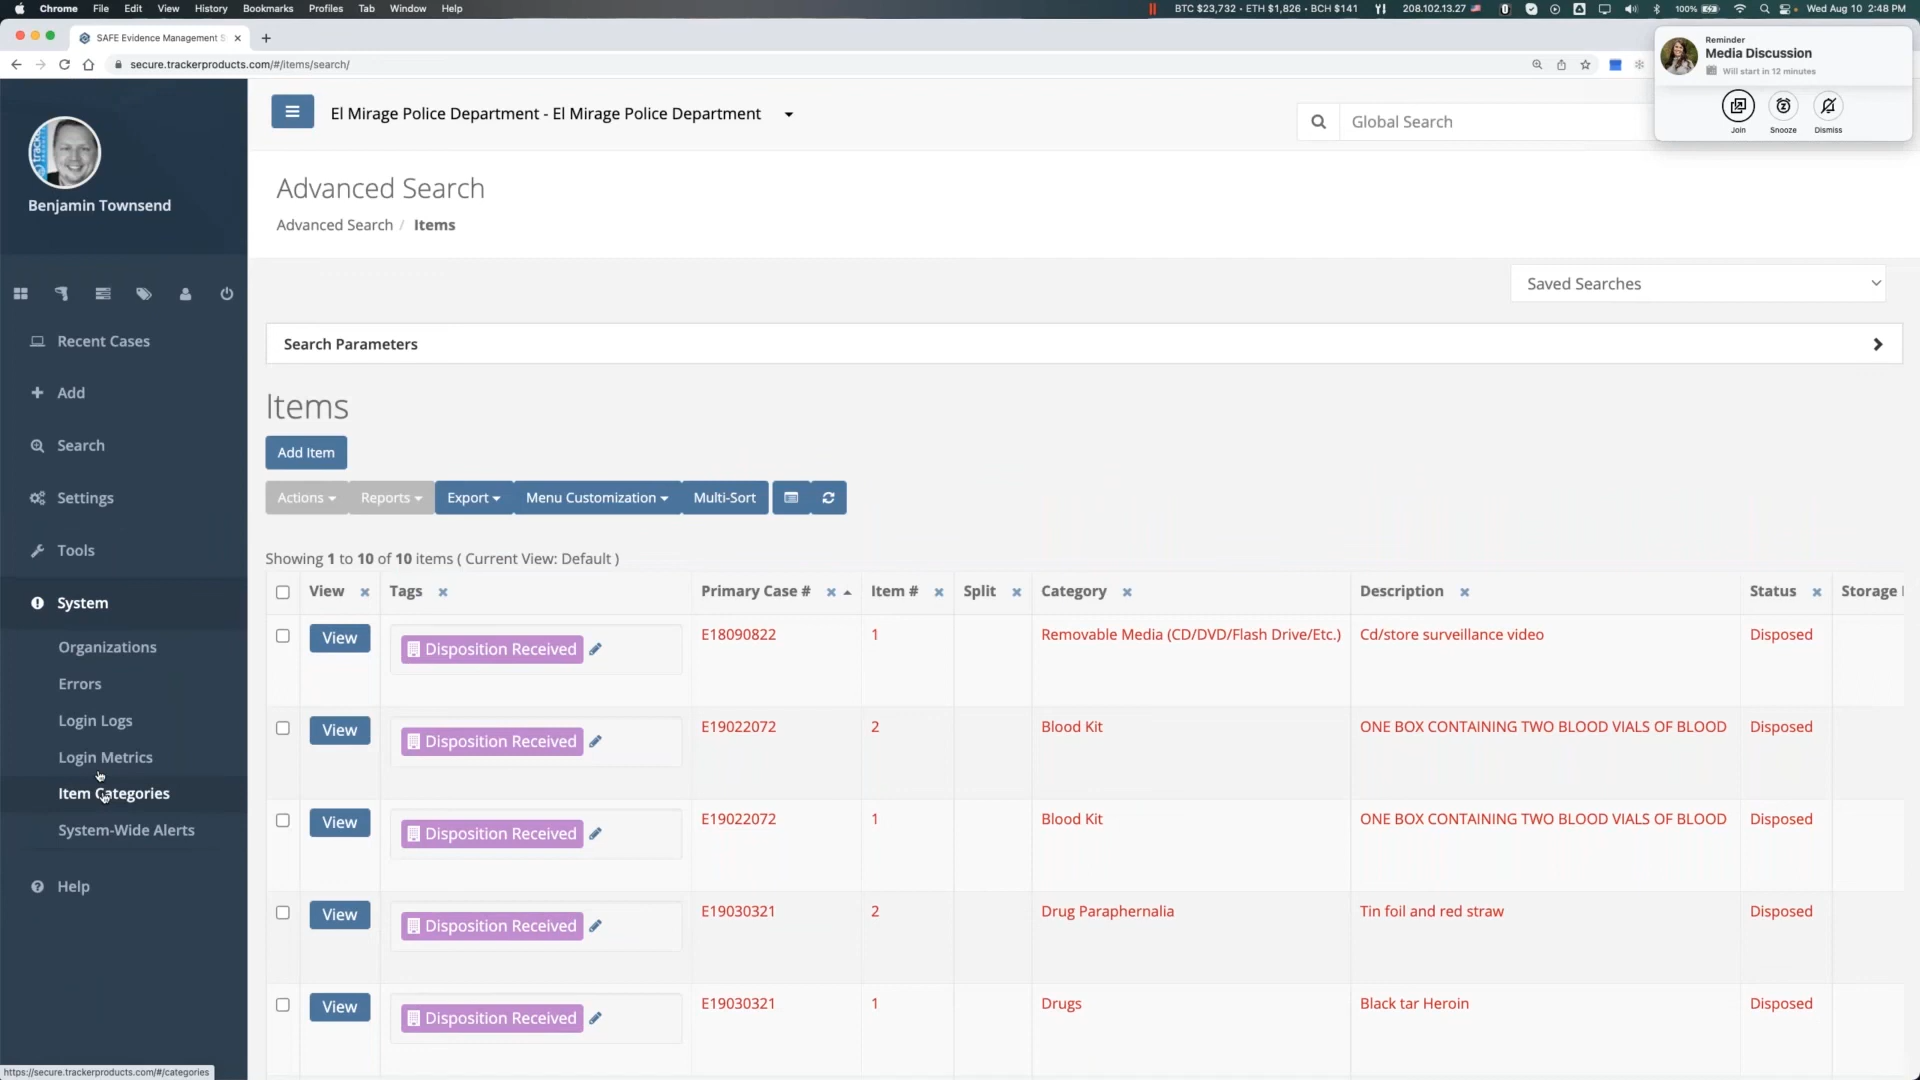 Chrome File Edit View History Bookmarks Profiles Tab Window Help
BTC $23,732 • ETH $1,826 • BCH $141 208.102.13.27 100% Wed Aug 10 2:48 PM
SAFE Evidence Management S
secure.trackerproducts.com/#/items/search/
Reminder
Media Discussion
Will start in 12 minutes
Join Snooze Dismiss
Benjamin Townsend
Recent Cases
Add
Search
Settings
Tools
System
Organizations
Errors
Login Logs
Login Metrics
Item Categories
System-Wide Alerts
Help
https://secure.trackerproducts.com/#/categories
El Mirage Police Department - El Mirage Police Department
Global Search
Advanced Search
Advanced Search / Items
Saved Searches
Search Parameters
Items
Add Item
Actions Reports Export Menu Customization Multi-Sort
Showing 1 to 10 of 10 items ( Current View: Default )
View Tags Primary Case # Item # Split Category Description Status Storage
View Disposition Received E18090822 1 Removable Media (CD/DVD/Flash Drive/Etc.) Cd/store surveillance video Disposed
View Disposition Received E19022072 2 Blood Kit ONE BOX CONTAINING TWO BLOOD VIALS OF BLOOD Disposed
View Disposition Received E19022072 1 Blood Kit ONE BOX CONTAINING TWO BLOOD VIALS OF BLOOD Disposed
View Disposition Received E19030321 2 Drug Paraphernalia Tin foil and red straw Disposed
View Disposition Received E19030321 1 Drugs Black tar Heroin Disposed